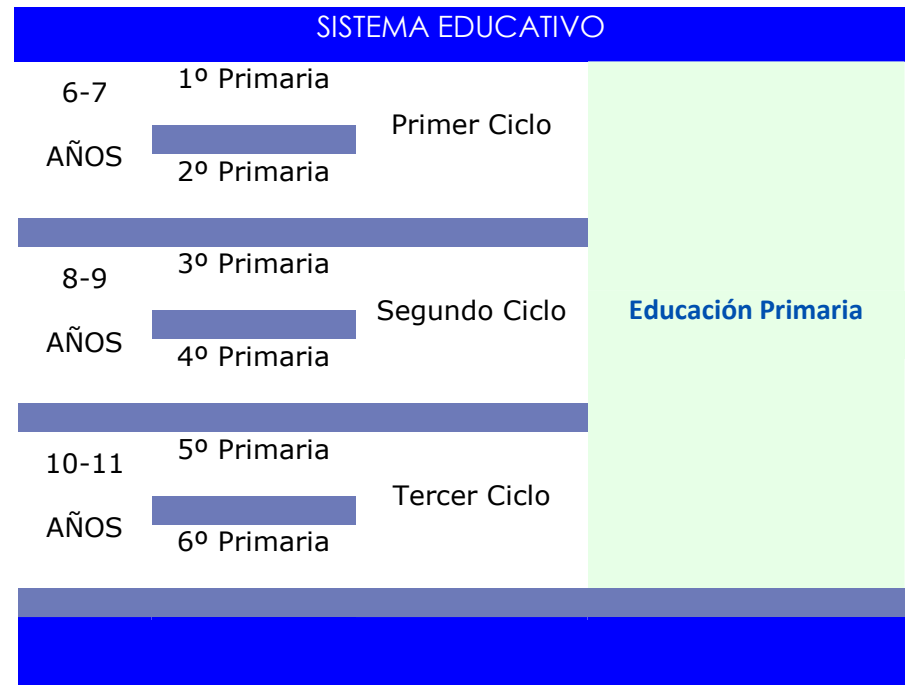 SISTEMA EDUCATIVO
6-7
AÑOS
1º Primaria
2º Primaria
Primer Ciclo
8-9
AÑOS
3º Primaria
4º Primaria
Segundo Ciclo
Educación Primaria
10-11
AÑOS
5º Primaria
6º Primaria
Tercer Ciclo